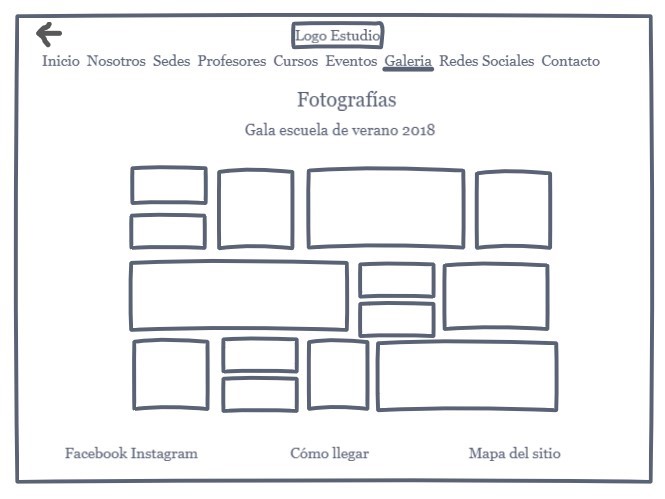 Logo Estudio
Inicio Nosotros Sedes Profesores Cursos Eventos Galeria Redes Sociales Contacto
Fotografías
Gala escuela de verano 2018
Facebook Instagram Cómo llegar Mapa del sitio